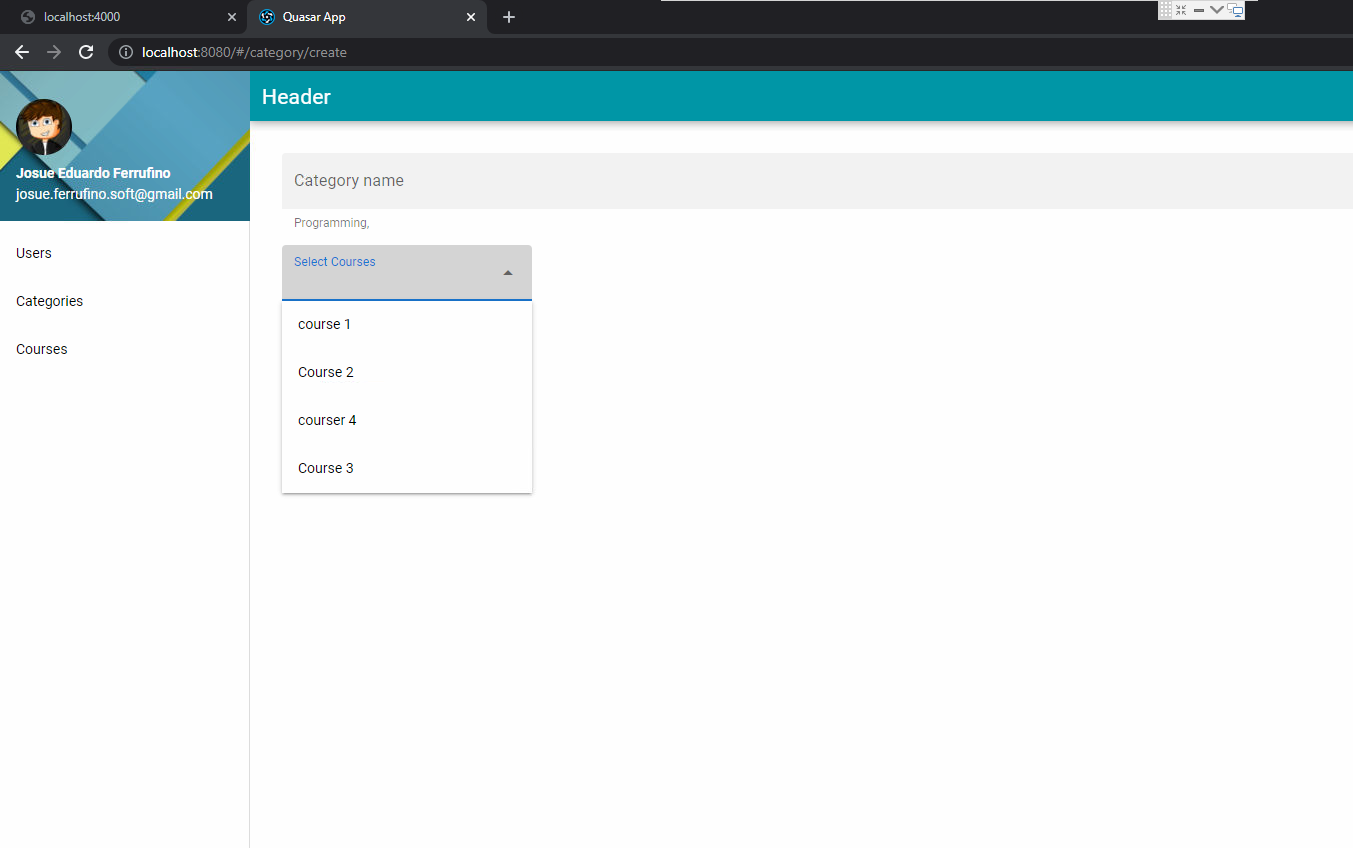 localhost:4000
Quasar App
localhost:8080/#/category/create
Header
Josue Eduardo Ferrufino
josue.ferrufino.soft@gmail.com
Users
Categories
Courses
Category name
Programming,
Select Courses
course 1
Course 2
courser 4
Course 3